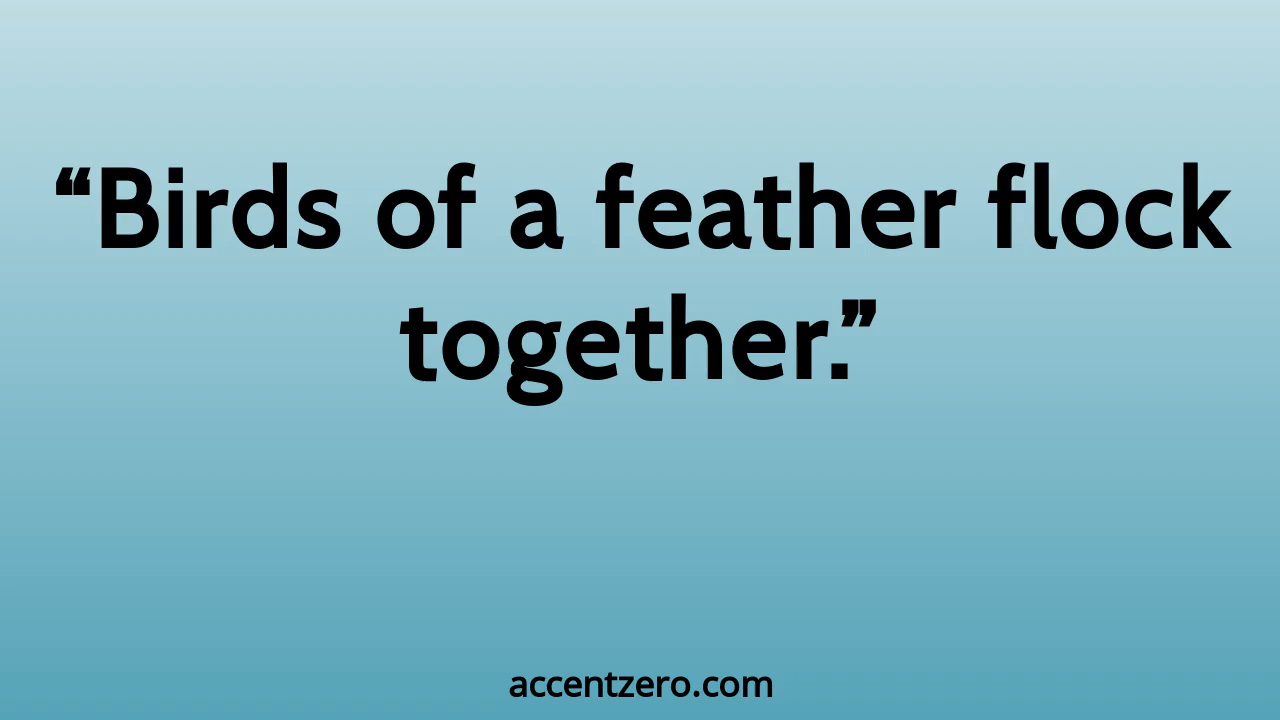 “Birds of a feather flock
together.”
accentzero.com